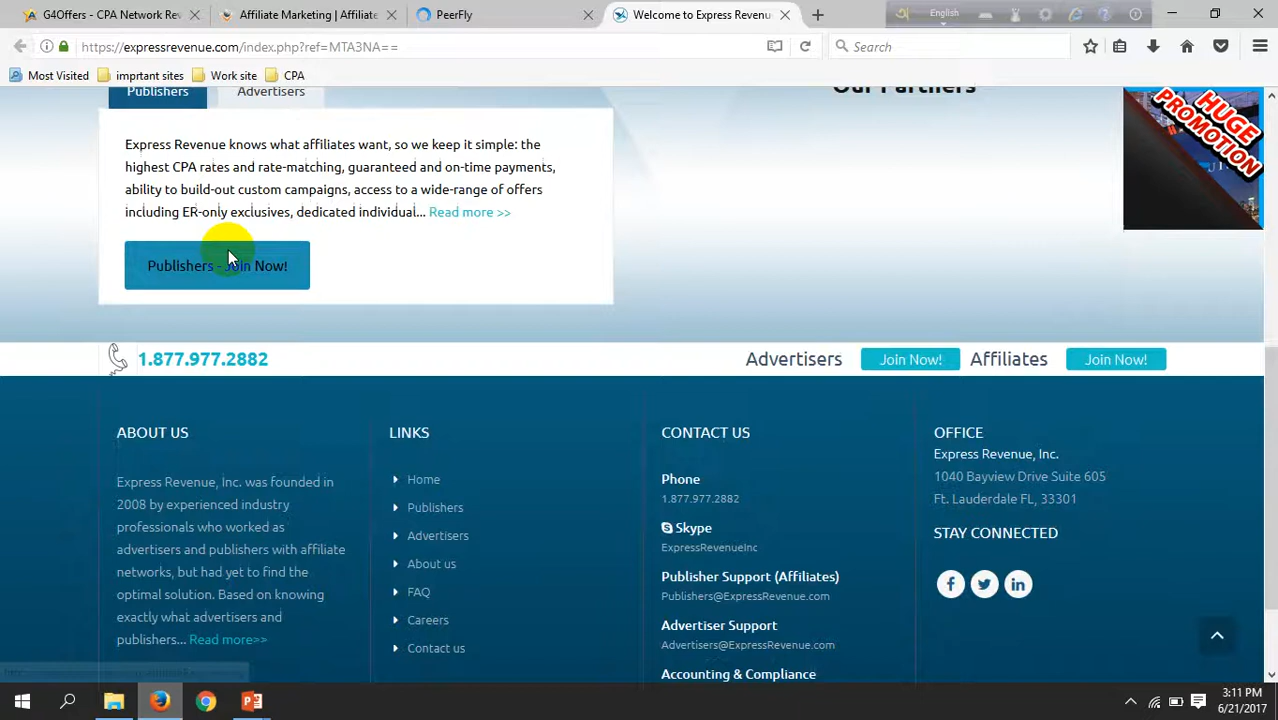 G4Offers - CPA Network Re
Affiliate Marketing | Affiliate
PeerFly
Welcome to Express Revenu
English
https://expressrevenue.com/index.php?ref=MTA3NA==
Search
Most Visited
imprtant sites
Work site
CPA
Publishers
Advertisers
Our Partners
HUGE
PROMOTION
Express Revenue knows what affiliates want, so we keep it simple: the
highest CPA rates and rate-matching, guaranteed and on-time payments,
ability to build-out custom campaigns, access to a wide-range of offers
including ER-only exclusives, dedicated individual... Read more >>
Publishers - Join Now!
1.877.977.2882
Advertisers
Join Now!
Affiliates
Join Now!
ABOUT US
Express Revenue, Inc. was founded in
2008 by experienced industry
professionals who worked as
advertisers and publishers with affiliate
networks, but had yet to find the
optimal solution. Based on knowing
exactly what advertisers and
publishers... Read more>>
LINKS
Home
Publishers
Advertisers
About us
FAQ
Careers
Contact us
CONTACT US
Phone
1.877.977.2882
Skype
ExpressRevenueInc
Publisher Support (Affiliates)
Publishers@ExpressRevenue.com
Advertiser Support
Advertisers@ExpressRevenue.com
Accounting & Compliance
OFFICE
Express Revenue, Inc.
1040 Bayview Drive Suite 605
Ft. Lauderdale FL, 33301
STAY CONNECTED
3:11 PM
6/21/2017